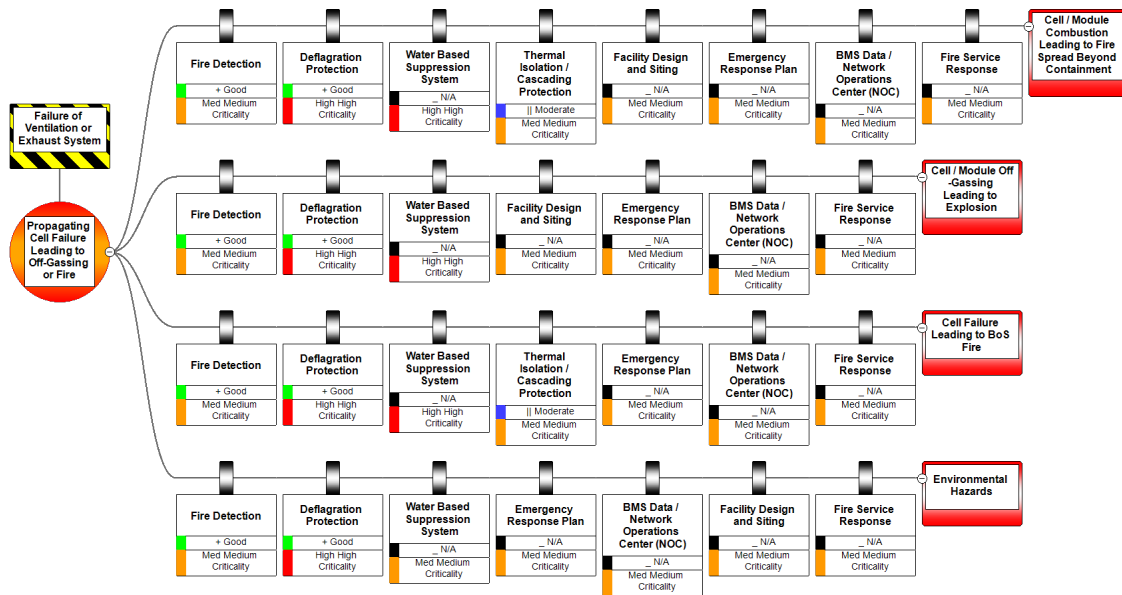 Failure of
Ventilation or
Exhaust System
Propagating
Cell Failure
Leading to
Off-Gassing
or Fire
Fire Detection
+ Good
Med Medium
Criticality
Deflagration
Protection
+ Good
High High
Criticality
Water Based
Suppression
System
_ N/A
High High
Criticality
Thermal
Isolation /
Cascading
Protection
|| Moderate
Med Medium
Criticality
Facility Design
and Siting
_ N/A
Med Medium
Criticality
Emergency
Response Plan
_ N/A
Med Medium
Criticality
BMS Data /
Network
Operations
Center (NOC)
_ N/A
Med Medium
Criticality
Fire Service
Response
_ N/A
Med Medium
Criticality
Cell / Module
Combustion
Leading to Fire
Spread Beyond
Containment
Fire Detection
+ Good
Med Medium
Criticality
Deflagration
Protection
+ Good
High High
Criticality
Water Based
Suppression
System
_ N/A
High High
Criticality
Facility Design
and Siting
_ N/A
Med Medium
Criticality
Emergency
Response Plan
_ N/A
Med Medium
Criticality
BMS Data /
Network
Operations
Center (NOC)
_ N/A
Med Medium
Criticality
Fire Service
Response
_ N/A
Med Medium
Criticality
Cell / Module Off
-Gassing
Leading to
Explosion
Fire Detection
+ Good
Med Medium
Criticality
Deflagration
Protection
+ Good
High High
Criticality
Water Based
Suppression
System
_ N/A
High High
Criticality
Thermal
Isolation /
Cascading
Protection
|| Moderate
Med Medium
Criticality
Emergency
Response Plan
_ N/A
Med Medium
Criticality
BMS Data /
Network
Operations
Center (NOC)
_ N/A
Med Medium
Criticality
Fire Service
Response
_ N/A
Med Medium
Criticality
Cell Failure
Leading to BoS
Fire
Fire Detection
+ Good
Med Medium
Criticality
Deflagration
Protection
+ Good
High High
Criticality
Water Based
Suppression
System
_ N/A
Med Medium
Criticality
Emergency
Response Plan
_ N/A
Med Medium
Criticality
BMS Data /
Network
Operations
Center (NOC)
_ N/A
Med Medium
Criticality
Facility Design
and Siting
_ N/A
Med Medium
Criticality
Fire Service
Response
_ N/A
Med Medium
Criticality
Environmental
Hazards